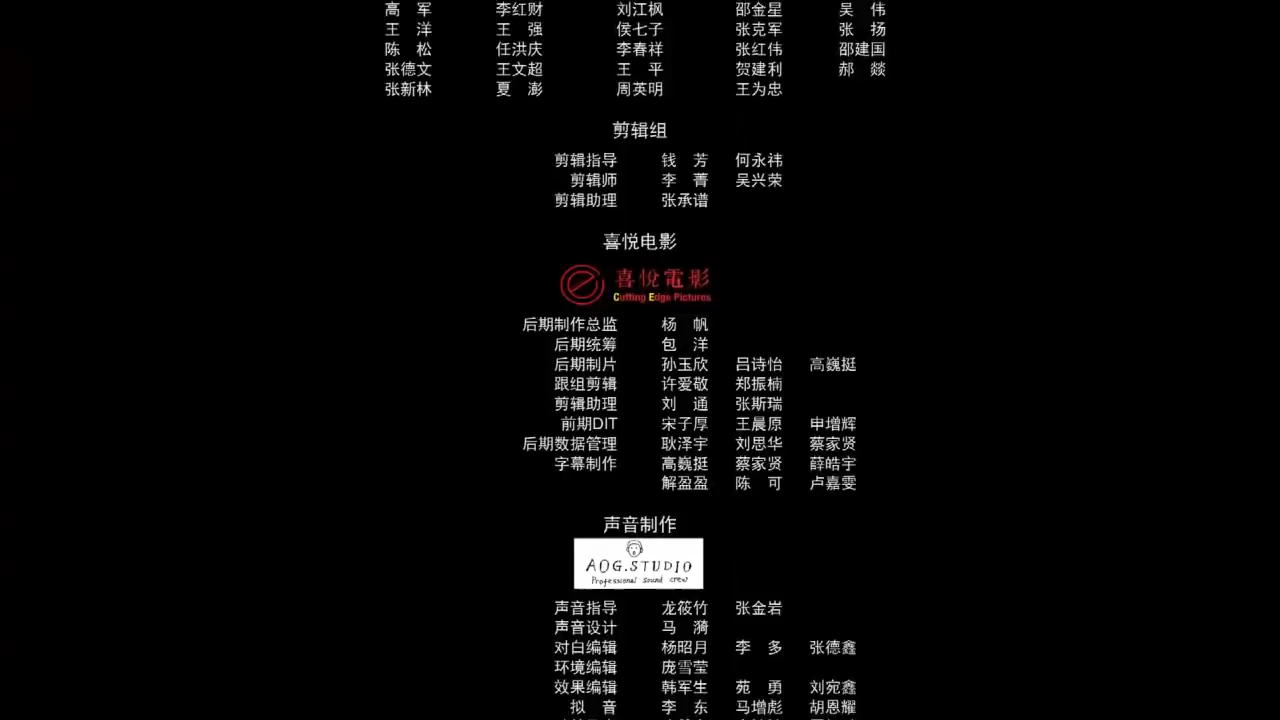 高　军　李红财　刘江枫　邵金星　吴　伟
王　洋　王　强　侯七子　张克军　张　扬
陈　松　任洪庆　李春祥　张红伟　邵建国
张德文　王文超　王　平　贺建利　郝　燚
张新林　夏　澎　周英明　王为忠
剪辑组
剪辑指导　钱　芳　何永祎
剪辑师　李　菁　吴兴荣
剪辑助理　张承谱
喜悦电影
喜悅電影
Cutting Edge Pictures
后期制作总监　杨　帆
后期统筹　包　洋
后期制片　孙玉欣　吕诗怡　高巍挺
跟组剪辑　许爱敬　郑振楠
剪辑助理　刘　通　张斯瑞
前期DIT　宋子厚　王晨原　申增辉
后期数据管理　耿泽宇　刘思华　蔡家贤
字幕制作　高巍挺　蔡家贤　薛皓宇
解盈盈　陈　可　卢嘉雯
声音制作
AOG.STUDIO
Professional sound crew
声音指导　龙筱竹　张金岩
声音设计　马　漪
对白编辑　杨昭月　李　多　张德鑫
环境编辑　庞雪莹
效果编辑　韩军生　苑　勇　刘宛鑫
拟　音　李　东　马增彪　胡恩耀